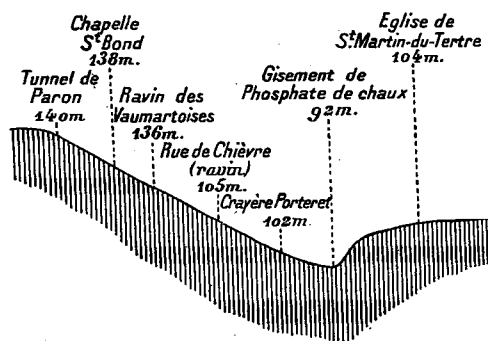 Chapelle
St Bond
138m.
Eglise de
St. Martin-du-Tertre
104m.
Tunnel de
Paron
140m
Ravin des
Vaumartoises
136m.
Gisement de
Phosphate de chaux
92m.
Rue de Chièvre
(ravin)
105m.
Crayère Porteret
102m.